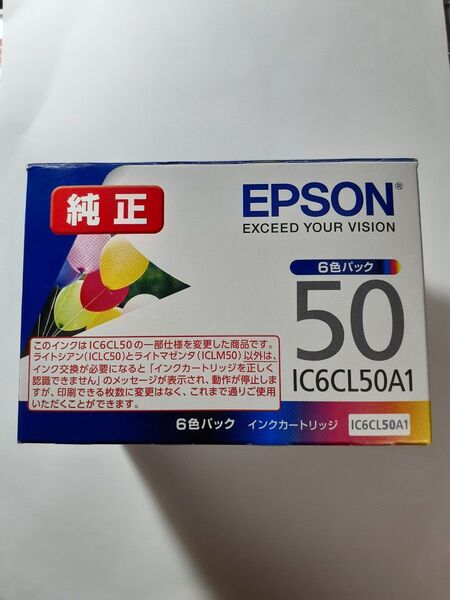 純正
EPSON®
EXCEED YOUR VISION
6色パック
50
IC6CL50A1
このインクはIC6CL50の一部仕様を変更した商品です。
ライトシアン(ICLC50)とライトマゼンタ(ICLM50)以外は、
インク交換が必要になると「インクカートリッジを正しく
認識できません」のメッセージが表示され、動作が停止しま
すが、印刷できる枚数に変更はなく、これまで通りご使用
いただくことができます。
6色パック インクカートリッジ IC6CL50A1